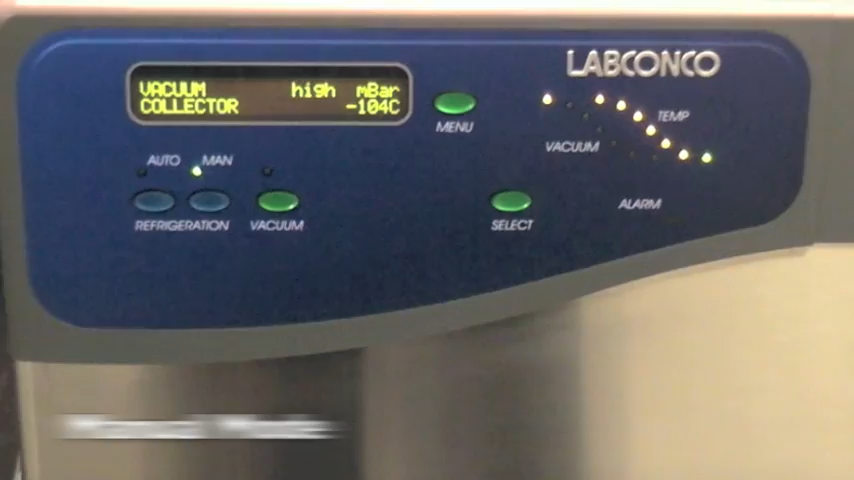 LABCONCO
VACUUM high mBar
COLLECTOR -104C
MENU
TEMP
VACUUM
AUTO MAN
REFRIGERATION VACUUM
SELECT
ALARM